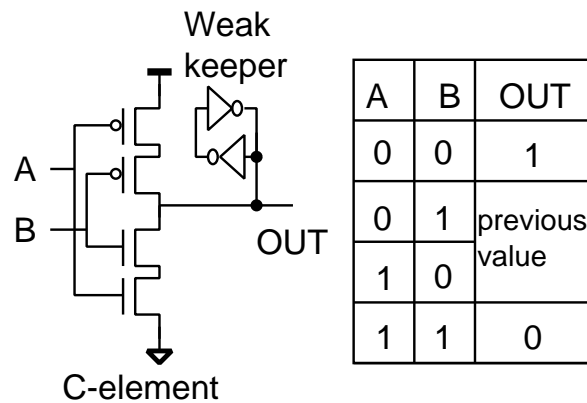 Weak
keeper
A
B
OUT
C-element
A B OUT
0 0 1
0 1 previous
value
1 0
1 1 0